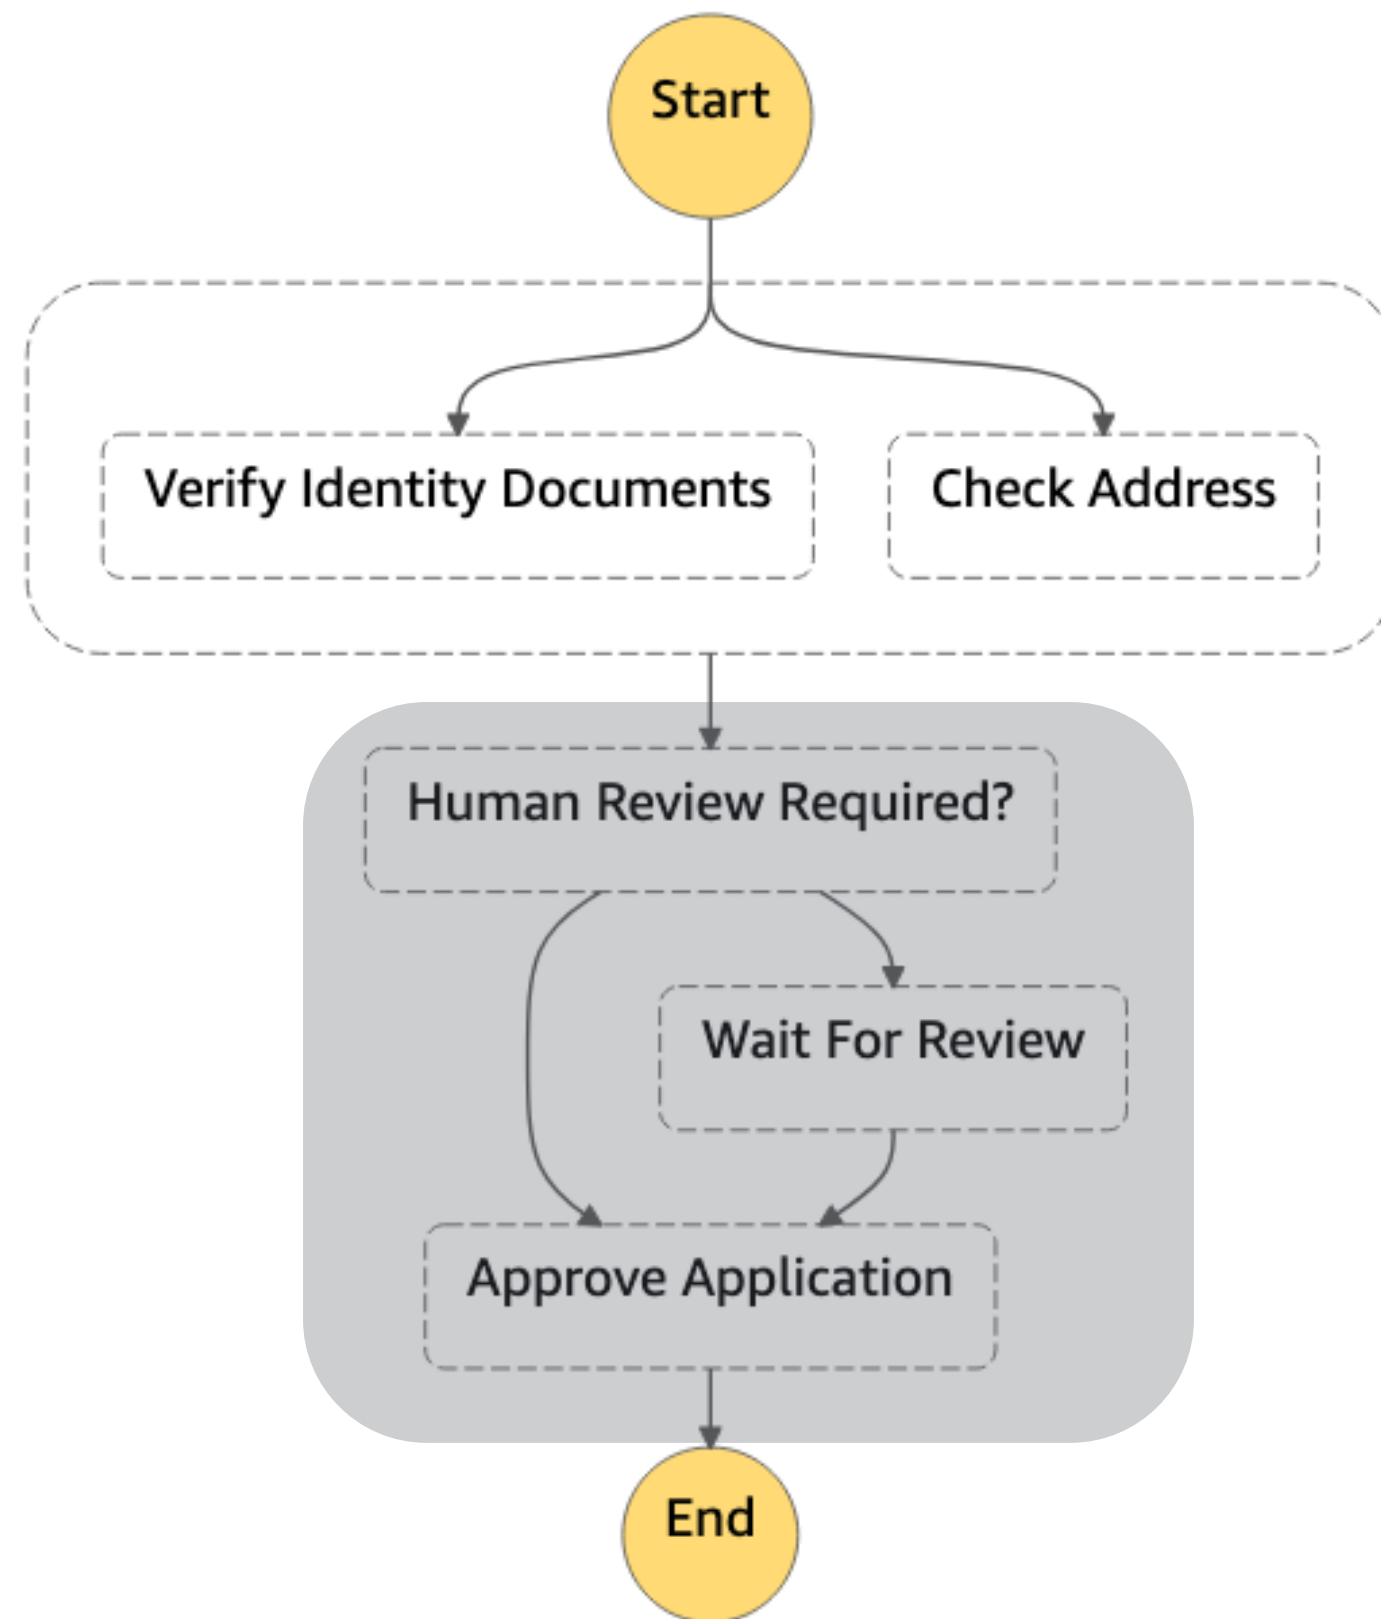 Start
Verify Identity Documents
Check Address
Human Review Required?
Wait For Review
Approve Application
End